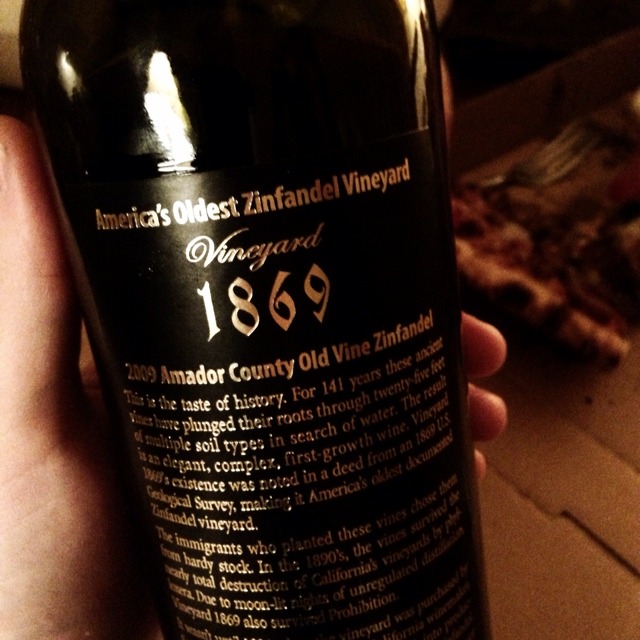 America's Oldest Zinfandel Vineyard
Vineyard
1869
2009 Amador County Old Vine Zinfandel
This is the taste of history. For 141 years these ancient
vines have plunged their roots through twenty-five feet
of multiple soil types in search of water. The result
is an elegant, complex, first-growth wine. Vineyard
1869's existence was noted in a deed from an 1869 U.S.
Geological Survey, making it America's oldest documented
Zinfandel vineyard.
The immigrants who planted these vines chose them
from hardy stock. In the 1890's, the vines survived the
nearly total destruction of California's vineyards by phyl-
oxera. Due to moon-lit nights of unregulated distillation
Vineyard 1869 also survived Prohibition.
Vineyard was purchased